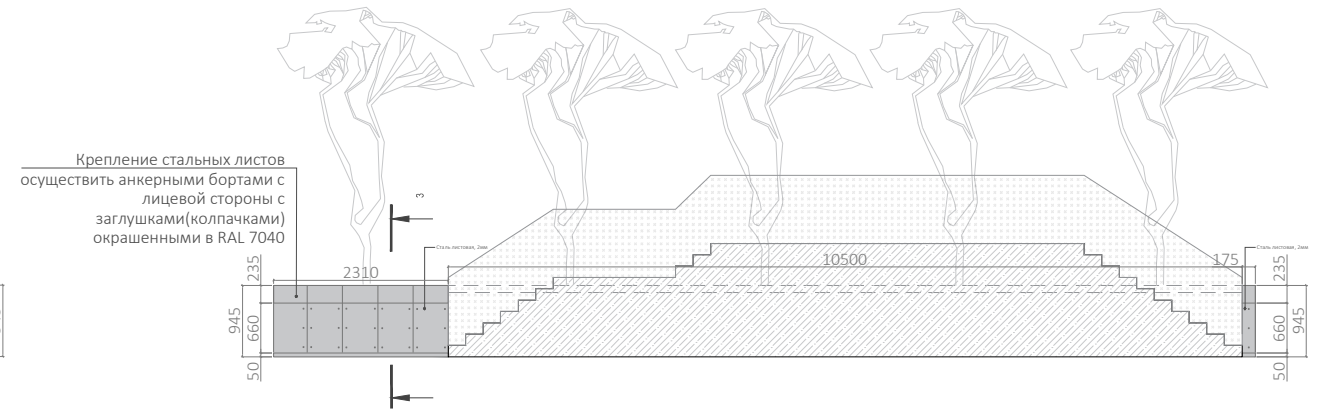 Крепление стальных листов
осуществить анкерными бортами с
лицевой стороны с
заглушками(колпачками)
окрашенными в RAL 7040
3
Сталь листовая, 2мм
Сталь листовая, 2мм
235
2310
10500
175
235
945
660
660
945
50
50